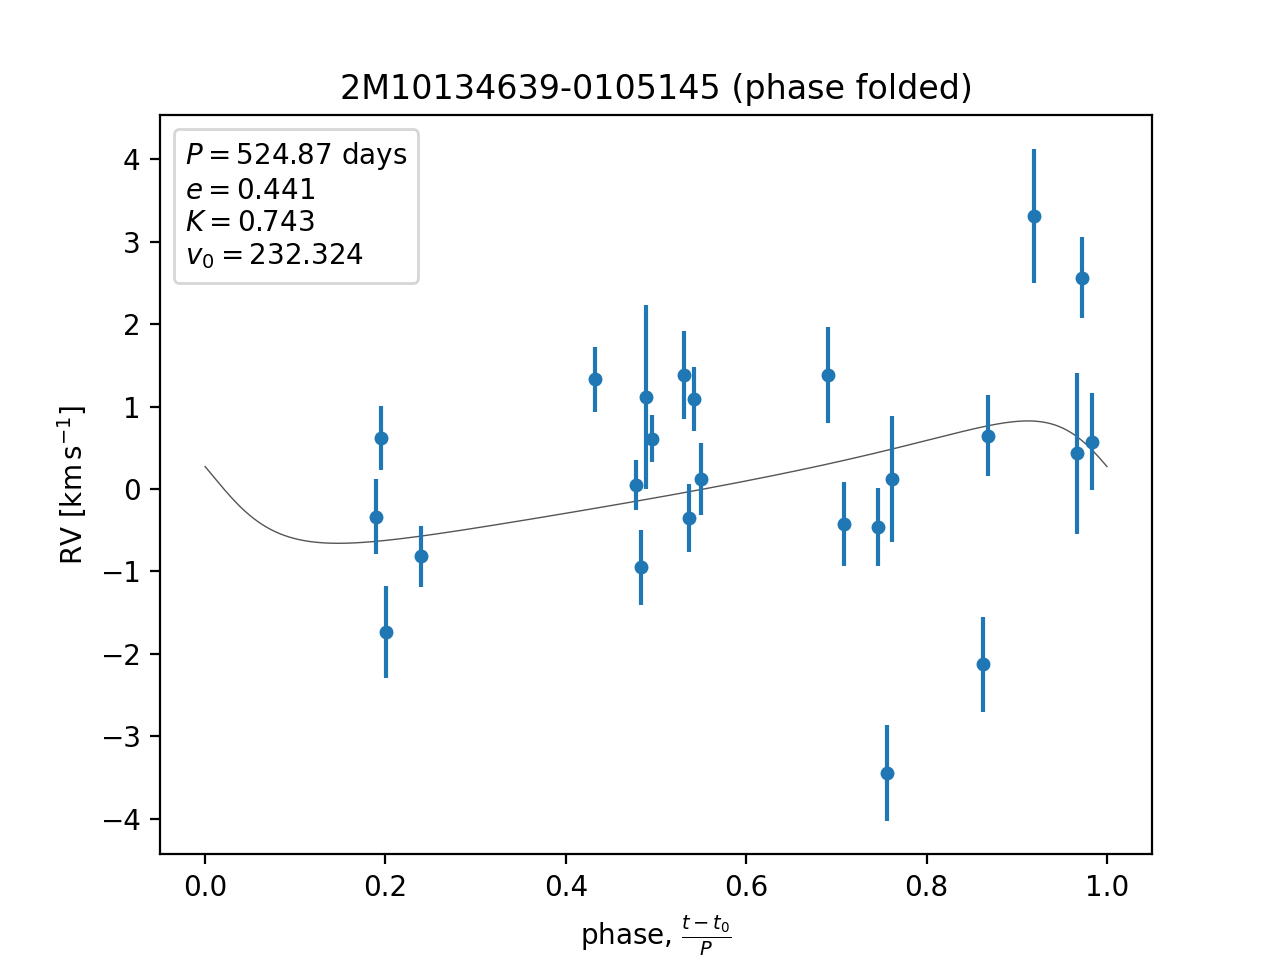 2M10134639-0105145 (phase folded)
P = 524.87 days
e = 0.441
K = 0.743
v₀ = 232.324
4
3
2
1
0
−1
−2
−3
−4
RV [km s⁻¹]
0.0 0.2 0.4 0.6 0.8 1.0
phase, (t − t₀)/P